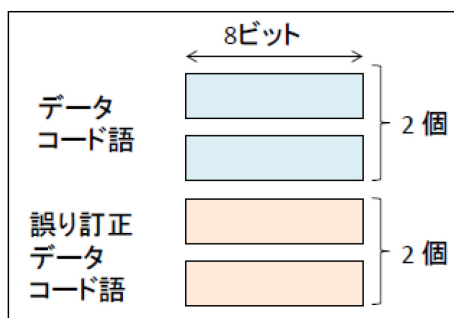 8ビット
データ
コード語
2個
誤り訂正
データ
コード語
2個